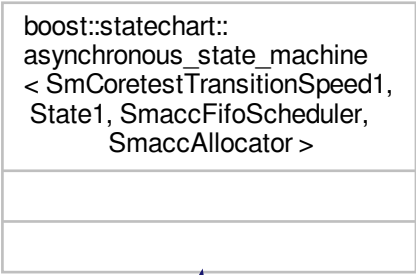 boost::statechart::
asynchronous_state_machine
< SmCoretestTransitionSpeed1,
State1, SmaccFifoScheduler,
SmaccAllocator >